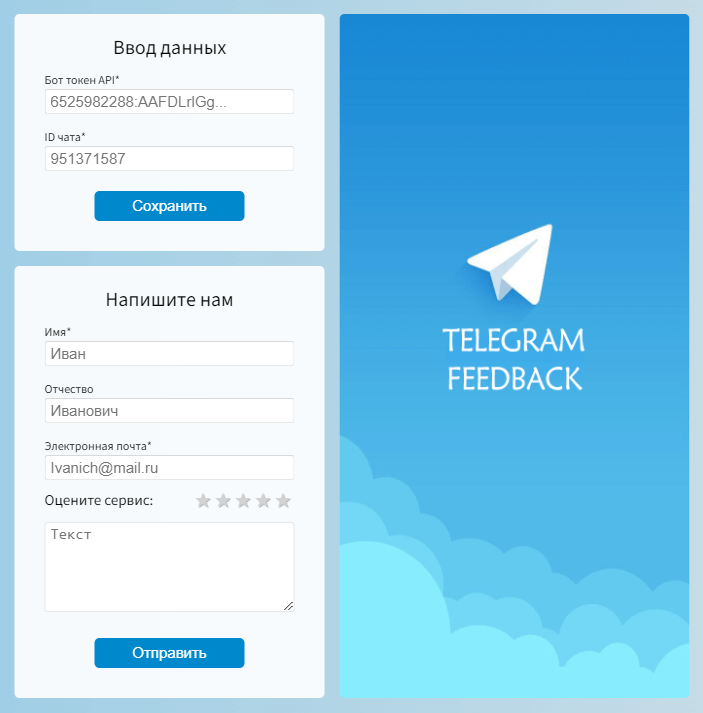 Ввод данных
Бот токен API*
6525982288:AAFDLrIGg...
ID чата*
951371587
Сохранить
Напишите нам
Имя*
Иван
Отчество
Иванович
Электронная почта*
Ivanich@mail.ru
Оцените сервис:
Текст
Отправить
TELEGRAM
FEEDBACK